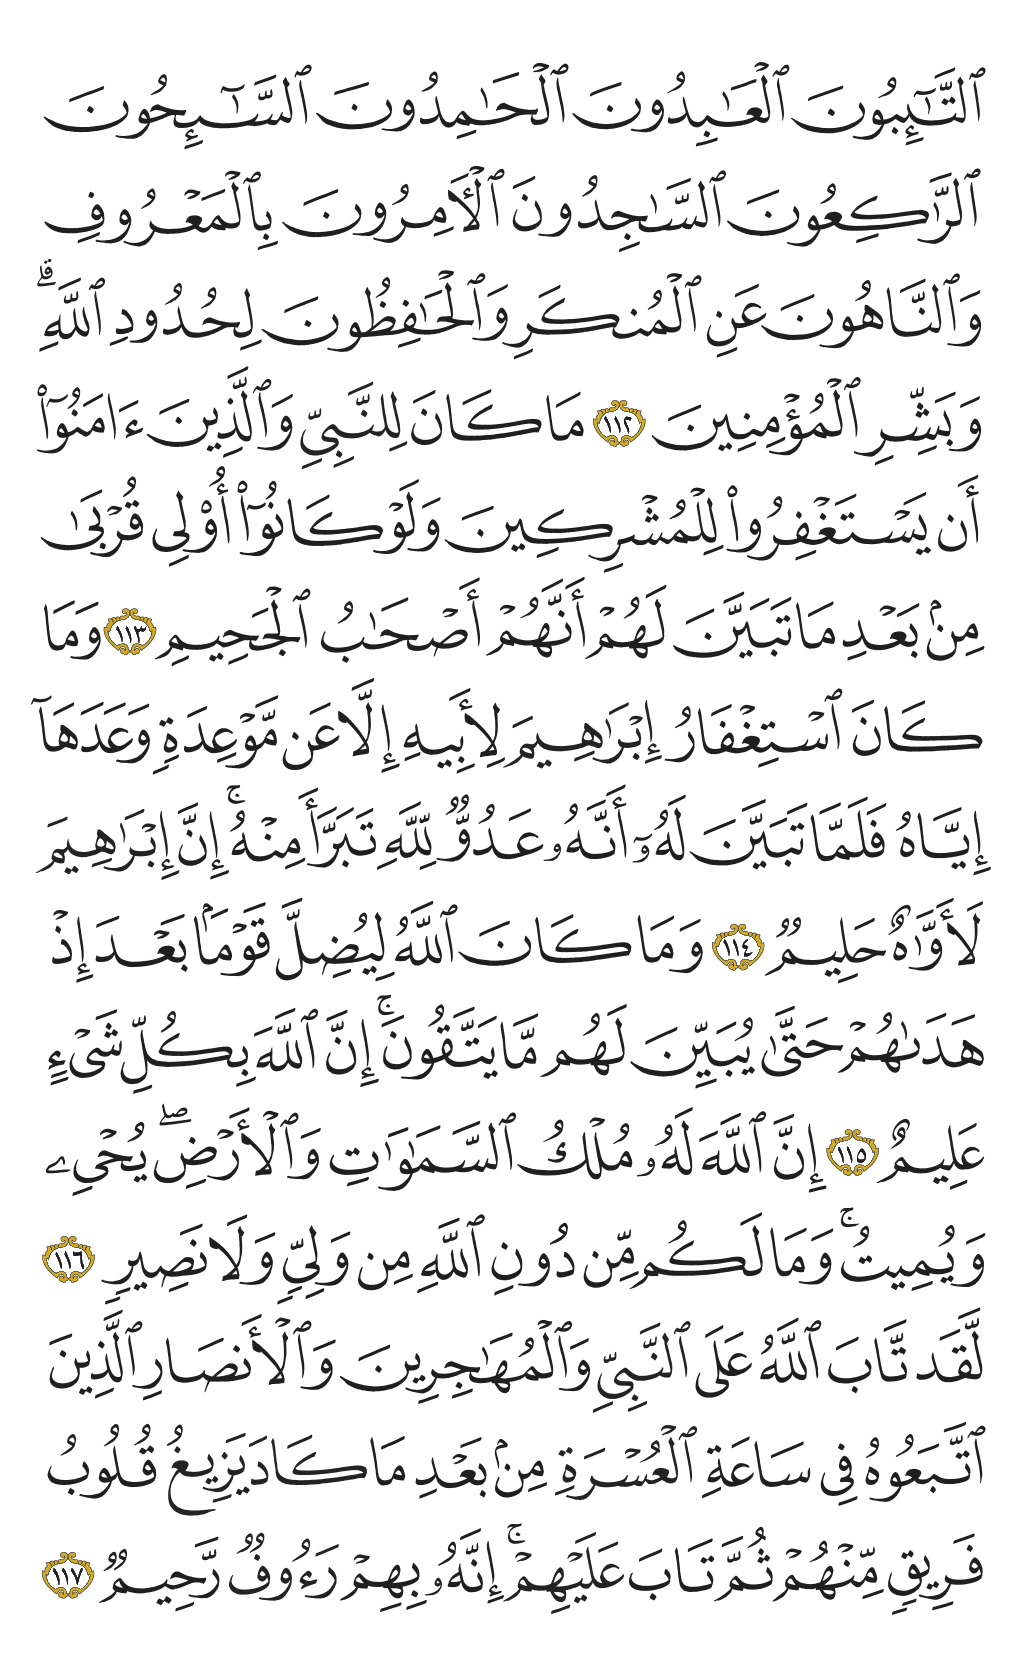 ٱلتَّـٰٓئِبُونَ ٱلْعَـٰبِدُونَ ٱلْحَـٰمِدُونَ ٱلسَّـٰٓئِحُونَ
ٱلرَّٰكِعُونَ ٱلسَّـٰجِدُونَ ٱلْـَٔامِرُونَ بِٱلْمَعْرُوفِ
وَٱلنَّاهُونَ عَنِ ٱلْمُنكَرِ وَٱلْحَـٰفِظُونَ لِحُدُودِ ٱللَّهِ ۗ
وَبَشِّرِ ٱلْمُؤْمِنِينَ ١١٢ مَا كَانَ لِلنَّبِىِّ وَٱلَّذِينَ ءَامَنُوٓا۟
أَن يَسْتَغْفِرُوا۟ لِلْمُشْرِكِينَ وَلَوْ كَانُوٓا۟ أُو۟لِى قُرْبَىٰ
مِنۢ بَعْدِ مَا تَبَيَّنَ لَهُمْ أَنَّهُمْ أَصْحَـٰبُ ٱلْجَحِيمِ ١١٣ وَمَا
كَانَ ٱسْتِغْفَارُ إِبْرَٰهِيمَ لِأَبِيهِ إِلَّا عَن مَّوْعِدَةٍ وَعَدَهَآ
إِيَّاهُ فَلَمَّا تَبَيَّنَ لَهُۥٓ أَنَّهُۥ عَدُوٌّ لِّلَّهِ تَبَرَّأَ مِنْهُ ۚ إِنَّ إِبْرَٰهِيمَ
لَأَوَّٰهٌ حَلِيمٌ ١١٤ وَمَا كَانَ ٱللَّهُ لِيُضِلَّ قَوْمًۢا بَعْدَ إِذْ
هَدَىٰهُمْ حَتَّىٰ يُبَيِّنَ لَهُم مَّا يَتَّقُونَ ۚ إِنَّ ٱللَّهَ بِكُلِّ شَىْءٍ
عَلِيمٌ ١١٥ إِنَّ ٱللَّهَ لَهُۥ مُلْكُ ٱلسَّمَـٰوَٰتِ وَٱلْأَرْضِ ۖ يُحْىِۦ
وَيُمِيتُ ۚ وَمَا لَكُم مِّن دُونِ ٱللَّهِ مِن وَلِىٍّ وَلَا نَصِيرٍ ١١٦
لَّقَد تَّابَ ٱللَّهُ عَلَى ٱلنَّبِىِّ وَٱلْمُهَـٰجِرِينَ وَٱلْأَنصَارِ ٱلَّذِينَ
ٱتَّبَعُوهُ فِى سَاعَةِ ٱلْعُسْرَةِ مِنۢ بَعْدِ مَا كَادَ يَزِيغُ قُلُوبُ
فَرِيقٍ مِّنْهُمْ ثُمَّ تَابَ عَلَيْهِمْ ۚ إِنَّهُۥ بِهِمْ رَءُوفٌ رَّحِيمٌ ١١٧